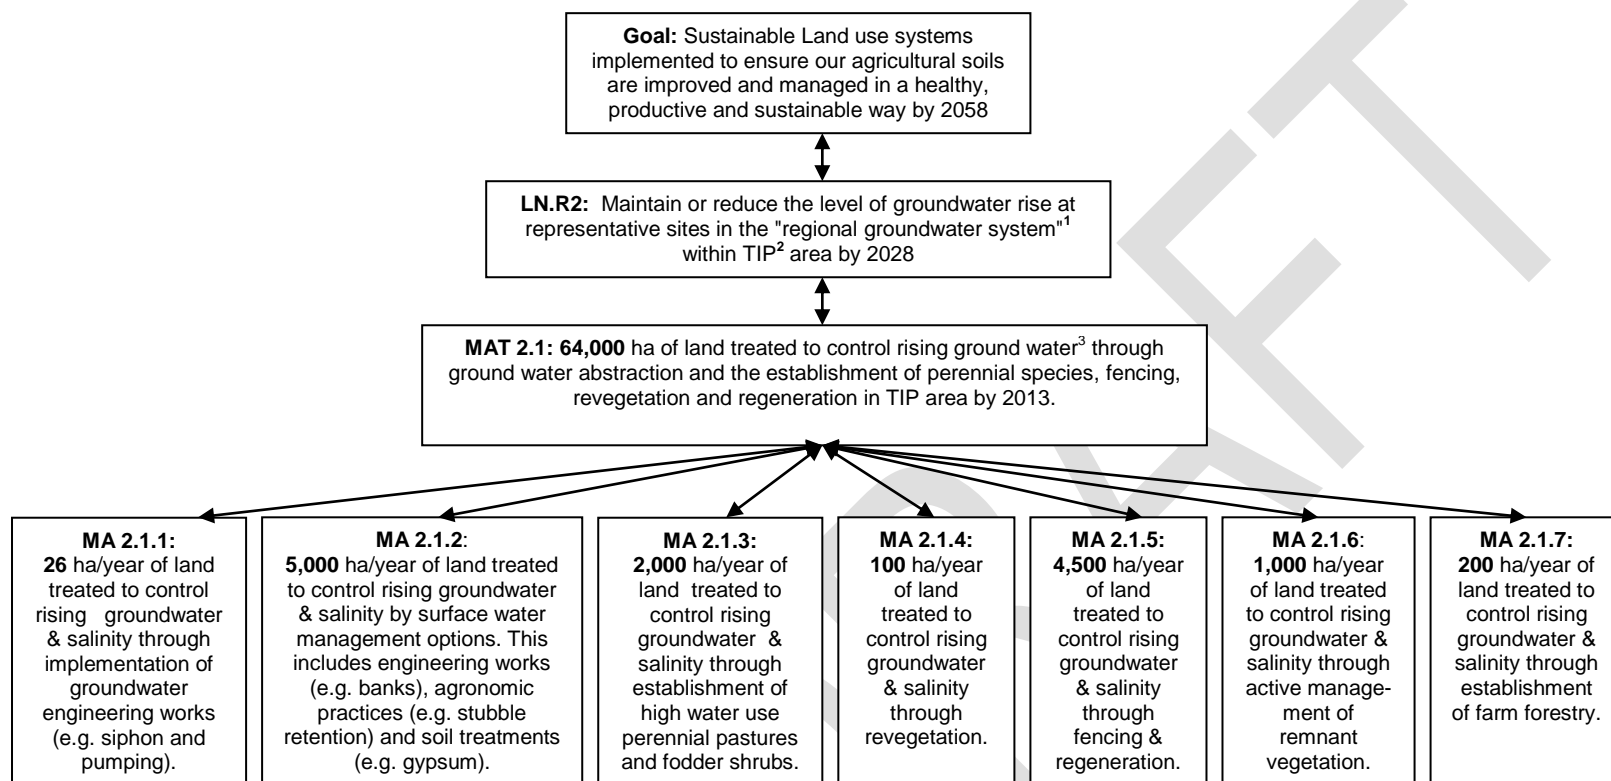 Goal: Sustainable Land use systems
implemented to ensure our agricultural soils
are improved and managed in a healthy,
productive and sustainable way by 2058
LN.R2: Maintain or reduce the level of groundwater rise at
representative sites in the "regional groundwater system"1
within TIP2 area by 2028
MAT 2.1: 64,000 ha of land treated to control rising ground water3 through
ground water abstraction and the establishment of perennial species, fencing,
revegetation and regeneration in TIP area by 2013.
MA 2.1.1:
26 ha/year of land
treated to control
rising groundwater
& salinity through
implementation of
groundwater
engineering works
(e.g. siphon and
pumping).
MA 2.1.2:
5,000 ha/year of land treated
to control rising groundwater
& salinity by surface water
management options. This
includes engineering works
(e.g. banks), agronomic
practices (e.g. stubble
retention) and soil treatments
(e.g. gypsum).
MA 2.1.3:
2,000 ha/year of
land treated to
control rising
groundwater &
salinity through
establishment of
high water use
perennial pastures
and fodder shrubs.
MA 2.1.4:
100 ha/year
of land
treated to
control rising
groundwater
& salinity
through
revegetation.
MA 2.1.5:
4,500 ha/year
of land
treated to
control rising
groundwater
& salinity
through
fencing &
regeneration.
MA 2.1.6:
1,000 ha/year
of land treated
to control rising
groundwater &
salinity through
active manage-
ment of
remnant
vegetation.
MA 2.1.7:
200 ha/year of
land treated to
control rising
groundwater
& salinity through
establishment
of farm forestry.
DRAFT